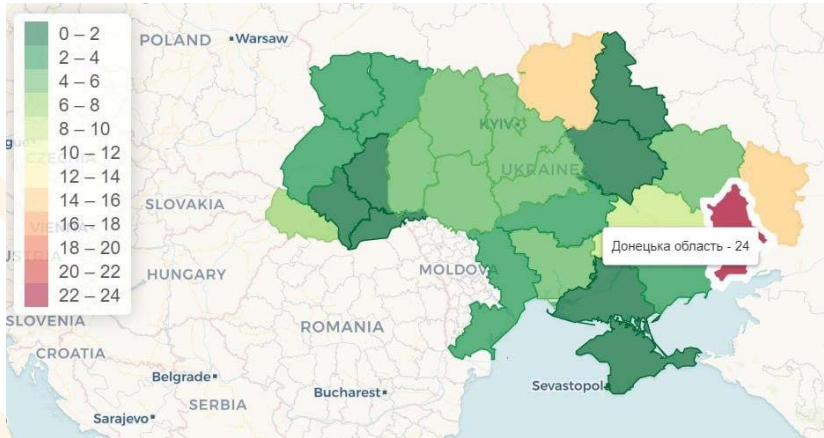 0 – 2
2 – 4
4 – 6
6 – 8
8 – 10
10 – 12
12 – 14
14 – 16
16 – 18
18 – 20
20 – 22
22 – 24
POLAND
Warsaw
KYIV
UKRAINE
SLOVAKIA
Донецька область - 24
MOLDOVA
HUNGARY
SLOVENIA
ROMANIA
CROATIA
Belgrade
Bucharest
Sevastopol
SERBIA
Sarajevo